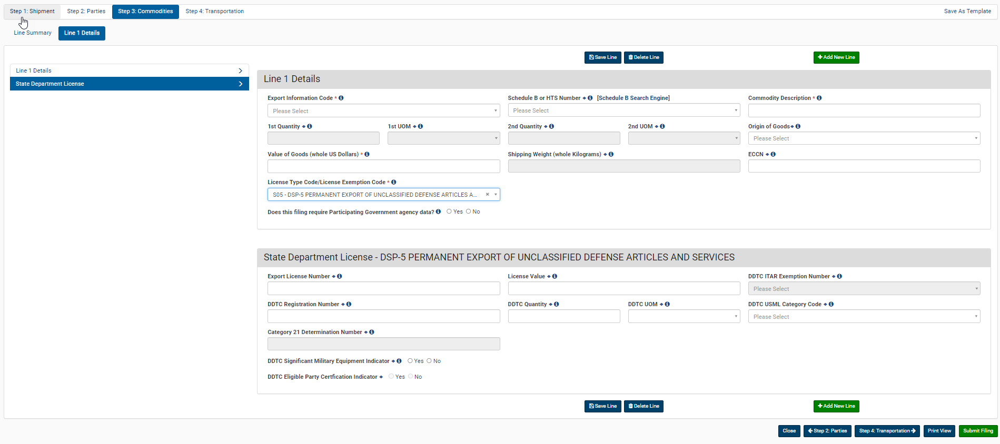 Step 1: Shipment Step 2: Parties Step 3: Commodities Step 4: Transportation Save As Template
Line Summary Line 1 Details
Save Line Delete Line Add New Line
Line 1 Details
State Department License
Line 1 Details
Export Information Code * Schedule B or HTS Number [Schedule B Search Engine] Commodity Description *
Please Select Please Select
1st Quantity 1st UOM 2nd Quantity 2nd UOM Origin of Goods
Please Select
Value of Goods (whole US Dollars) * Shipping Weight (whole Kilograms) ECCN
License Type Code/License Exemption Code *
S05 - DSP-5 PERMANENT EXPORT OF UNCLASSIFIED DEFENSE ARTICLES A...
Does this filing require Participating Government agency data? Yes No
State Department License - DSP-5 PERMANENT EXPORT OF UNCLASSIFIED DEFENSE ARTICLES AND SERVICES
Export License Number License Value DDTC ITAR Exemption Number
Please Select
DDTC Registration Number DDTC Quantity DDTC UOM DDTC USML Category Code
Please Select
Category 21 Determination Number
DDTC Significant Military Equipment Indicator Yes No
DDTC Eligible Party Certfication Indicator Yes No
Save Line Delete Line Add New Line
Close Step 2: Parties Step 4: Transportation Print View Submit Filing